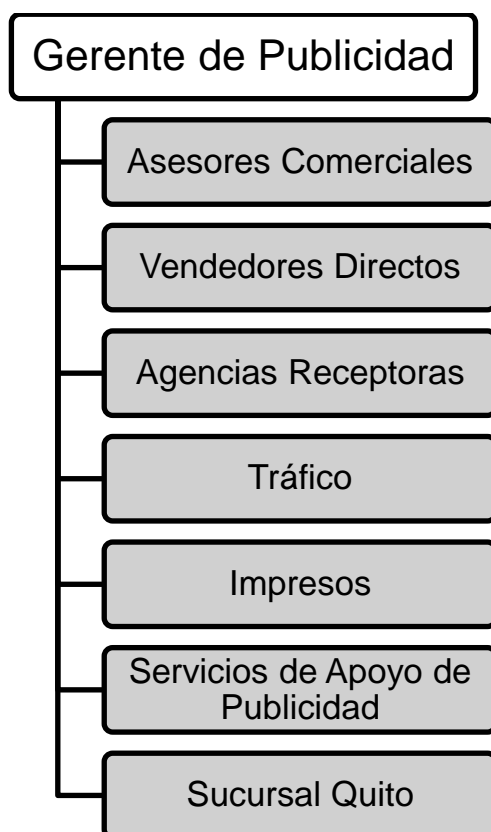 Gerente de Publicidad
Asesores Comerciales
Vendedores Directos
Agencias Receptoras
Tráfico
Impresos
Servicios de Apoyo de
Publicidad
Sucursal Quito